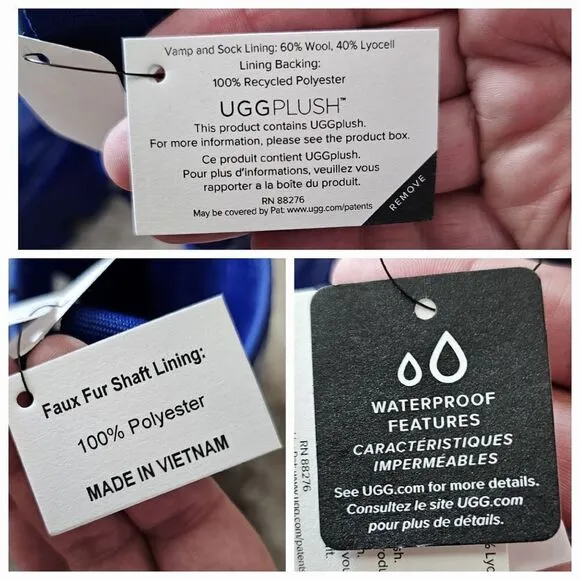 Vamp and Sock Lining: 60% Wool, 40% Lyocell
Lining Backing:
100% Recycled Polyester
UGGPLUSH™
This product contains UGGplush.
For more information, please see the product box.
Ce produit contient UGGplush.
Pour plus d'informations, veuillez vous
rapporter a la boîte du produit.
RN 88276
May be covered by Pat: www.ugg.com/patents
REMOVE
Faux Fur Shaft Lining:
100% Polyester
MADE IN VIETNAM
WATERPROOF
FEATURES
CARACTÉRISTIQUES
IMPERMÉABLES
See UGG.com for more details.
Consultez le site UGG.com
pour plus de détails.
RN 88276